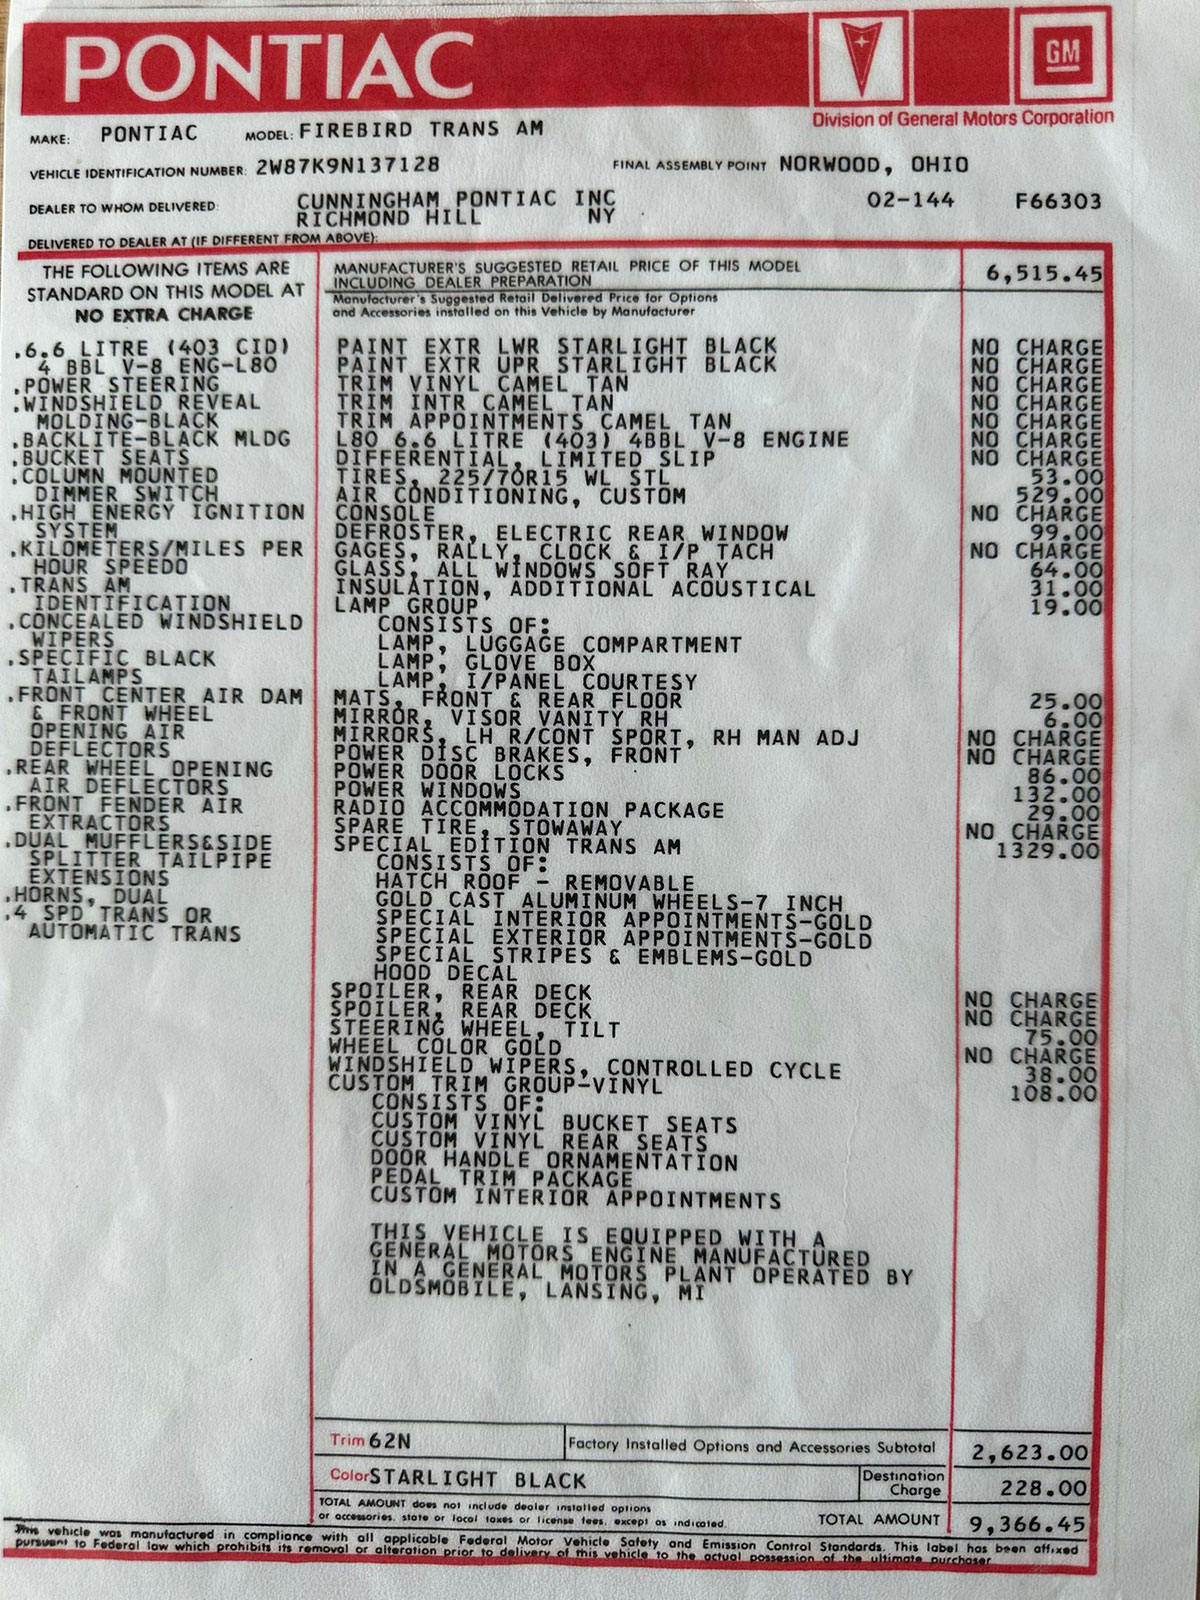 PONTIAC
GM
Division of General Motors Corporation
MAKE: PONTIAC MODEL: FIREBIRD TRANS AM
VEHICLE IDENTIFICATION NUMBER: 2W87K9N137128 FINAL ASSEMBLY POINT NORWOOD, OHIO
DEALER TO WHOM DELIVERED: CUNNINGHAM PONTIAC INC 02-144 F66303
RICHMOND HILL NY
DELIVERED TO DEALER AT (IF DIFFERENT FROM ABOVE):
THE FOLLOWING ITEMS ARE
STANDARD ON THIS MODEL AT
NO EXTRA CHARGE
.6.6 LITRE (403 CID)
4 BBL V-8 ENG-L80
.POWER STEERING
.WINDSHIELD REVEAL
MOLDING-BLACK
.BACKLITE-BLACK MLDG
.BUCKET SEATS
.COLUMN MOUNTED
DIMMER SWITCH
.HIGH ENERGY IGNITION
SYSTEM
.KILOMETERS/MILES PER
HOUR SPEEDO
.TRANS AM
IDENTIFICATION
.CONCEALED WINDSHIELD
WIPERS
.SPECIFIC BLACK
TAILAMPS
.FRONT CENTER AIR DAM
& FRONT WHEEL
OPENING AIR
DEFLECTORS
.REAR WHEEL OPENING
AIR DEFLECTORS
.FRONT FENDER AIR
EXTRACTORS
.DUAL MUFFLERS&SIDE
SPLITTER TAILPIPE
EXTENSIONS
.HORNS, DUAL
.4 SPD TRANS OR
AUTOMATIC TRANS
MANUFACTURER'S SUGGESTED RETAIL PRICE OF THIS MODEL
INCLUDING DEALER PREPARATION 6,515.45
Manufacturer's Suggested Retail Delivered Price for Options
and Accessories installed on this Vehicle by Manufacturer
PAINT EXTR LWR STARLIGHT BLACK NO CHARGE
PAINT EXTR UPR STARLIGHT BLACK NO CHARGE
TRIM VINYL CAMEL TAN NO CHARGE
TRIM INTR CAMEL TAN NO CHARGE
TRIM APPOINTMENTS CAMEL TAN NO CHARGE
L80 6.6 LITRE (403) 4BBL V-8 ENGINE NO CHARGE
DIFFERENTIAL, LIMITED SLIP NO CHARGE
TIRES, 225/70R15 WL STL 53.00
AIR CONDITIONING, CUSTOM 529.00
CONSOLE NO CHARGE
DEFROSTER, ELECTRIC REAR WINDOW 99.00
GAGES, RALLY, CLOCK & I/P TACH NO CHARGE
GLASS, ALL WINDOWS SOFT RAY 64.00
INSULATION, ADDITIONAL ACOUSTICAL 31.00
LAMP GROUP 19.00
CONSISTS OF:
LAMP, LUGGAGE COMPARTMENT
LAMP, GLOVE BOX
LAMP, I/PANEL COURTESY
MATS, FRONT & REAR FLOOR 25.00
MIRROR, VISOR VANITY RH 6.00
MIRRORS, LH R/CONT SPORT, RH MAN ADJ NO CHARGE
POWER DISC BRAKES, FRONT NO CHARGE
POWER DOOR LOCKS 86.00
POWER WINDOWS 132.00
RADIO ACCOMMODATION PACKAGE 29.00
SPARE TIRE, STOWAWAY NO CHARGE
SPECIAL EDITION TRANS AM 1329.00
CONSISTS OF:
HATCH ROOF - REMOVABLE
GOLD CAST ALUMINUM WHEELS-7 INCH
SPECIAL INTERIOR APPOINTMENTS-GOLD
SPECIAL EXTERIOR APPOINTMENTS-GOLD
SPECIAL STRIPES & EMBLEMS-GOLD
HOOD DECAL
SPOILER, REAR DECK NO CHARGE
SPOILER, REAR DECK NO CHARGE
STEERING WHEEL, TILT 75.00
WHEEL COLOR GOLD NO CHARGE
WINDSHIELD WIPERS, CONTROLLED CYCLE 38.00
CUSTOM TRIM GROUP-VINYL 108.00
CONSISTS OF:
CUSTOM VINYL BUCKET SEATS
CUSTOM VINYL REAR SEATS
DOOR HANDLE ORNAMENTATION
PEDAL TRIM PACKAGE
CUSTOM INTERIOR APPOINTMENTS
THIS VEHICLE IS EQUIPPED WITH A
GENERAL MOTORS ENGINE MANUFACTURED
IN A GENERAL MOTORS PLANT OPERATED BY
OLDSMOBILE, LANSING, MI
Trim 62N Factory Installed Options and Accessories Subtotal 2,623.00
Color STARLIGHT BLACK Destination Charge 228.00
TOTAL AMOUNT does not include dealer installed options
or accessories, state or local taxes or license fees, except as indicated. TOTAL AMOUNT 9,366.45
This vehicle was manufactured in compliance with all applicable Federal Motor Vehicle Safety and Emission Control Standards. This label has been affixed
pursuant to Federal law which prohibits its removal or alteration prior to delivery of this vehicle to the actual possession of the ultimate purchaser